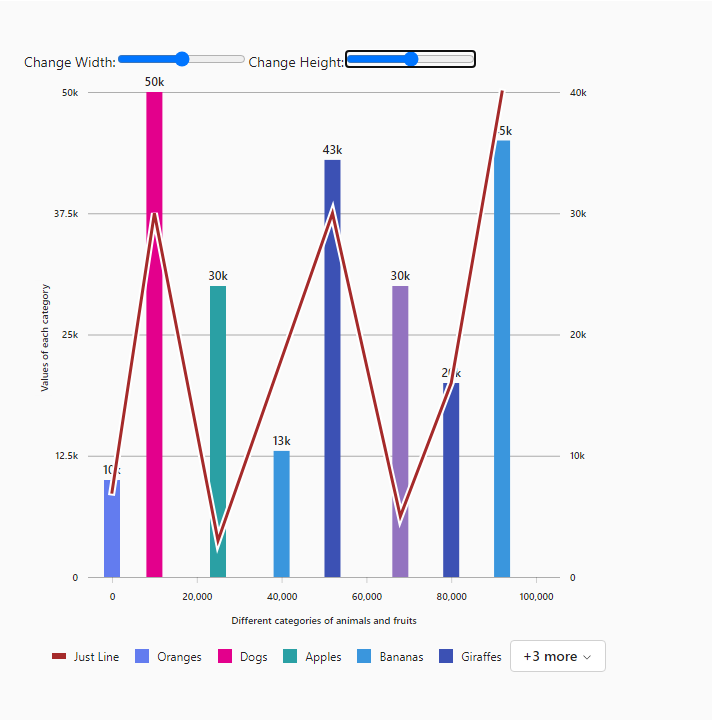 Change Width: Change Height:
50k
50k 40k
5k
43k
37.5k 30k
30k 30k
25k 20k
13k
12.5k 10k
0 0
0 20,000 40,000 60,000 80,000 100,000
Values of each category
Different categories of animals and fruits
Just Line Oranges Dogs Apples Bananas Giraffes +3 more